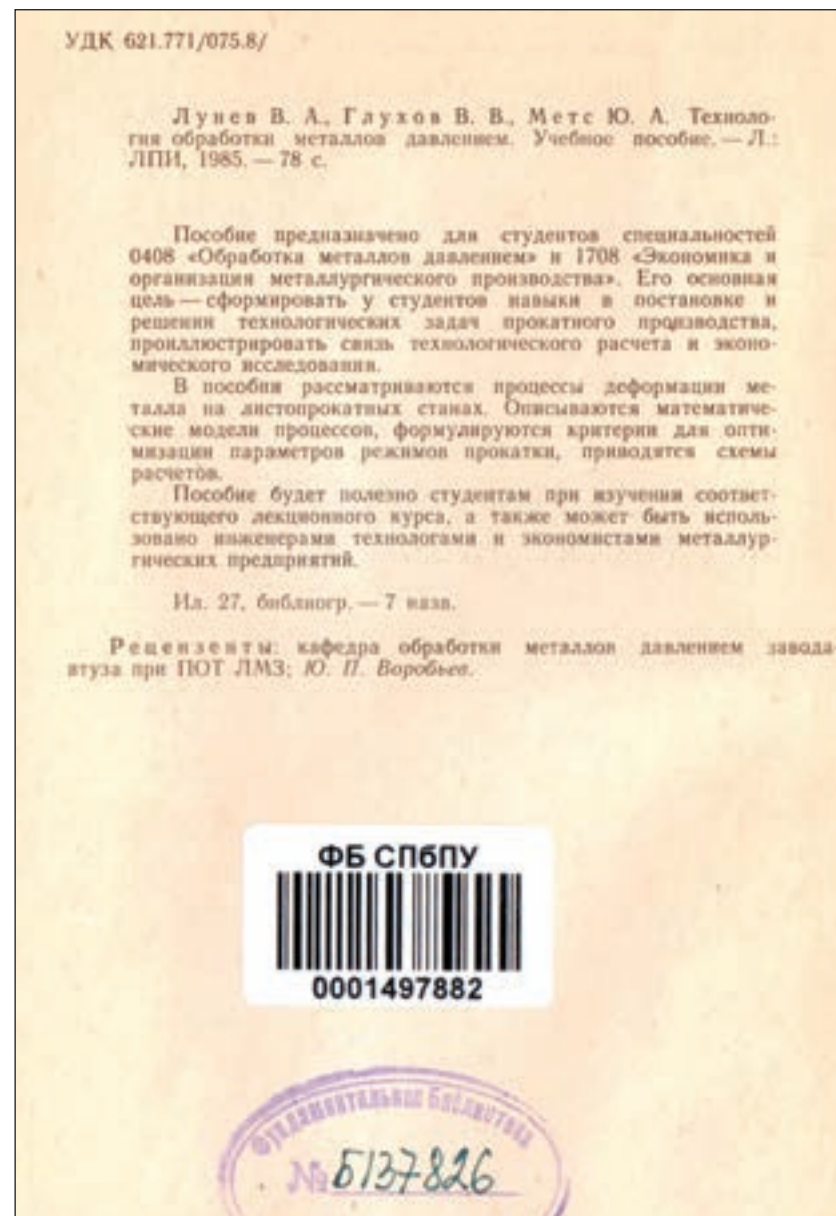 УДК 621.771/075.8/
Лунев В. А., Глухов В. В., Метс Ю. А. Техноло-
гия обработки металлов давлением. Учебное пособие. — Л.:
ЛПИ, 1985. — 78 с.
Пособие предназначено для студентов специальностей
0408 «Обработка металлов давлением» и 1708 «Экономика и
организация металлургического производства». Его основная
цель — сформировать у студентов навыки в постановке и
решении технологических задач прокатного производства,
проиллюстрировать связь технологического расчета и эконо-
мического исследования.
В пособии рассматриваются процессы деформации ме-
талла на листопрокатных станах. Описываются математиче-
ские модели процессов, формулируются критерии для опти-
мизации параметров режимов прокатки, приводятся схемы
расчетов.
Пособие будет полезно студентам при изучении соответ-
ствующего лекционного курса, а также может быть исполь-
зовано инженерами технологами и экономистами металлур-
гических предприятий.
Ил. 27, библиогр. — 7 назв.
Рецензенты: кафедра обработки металлов давлением завода-
втуза при ПОТ ЛМЗ; Ю. П. Воробьев.
ФБ СПбПУ
0001497882
Фундаментальная библиотека
№ Б137826